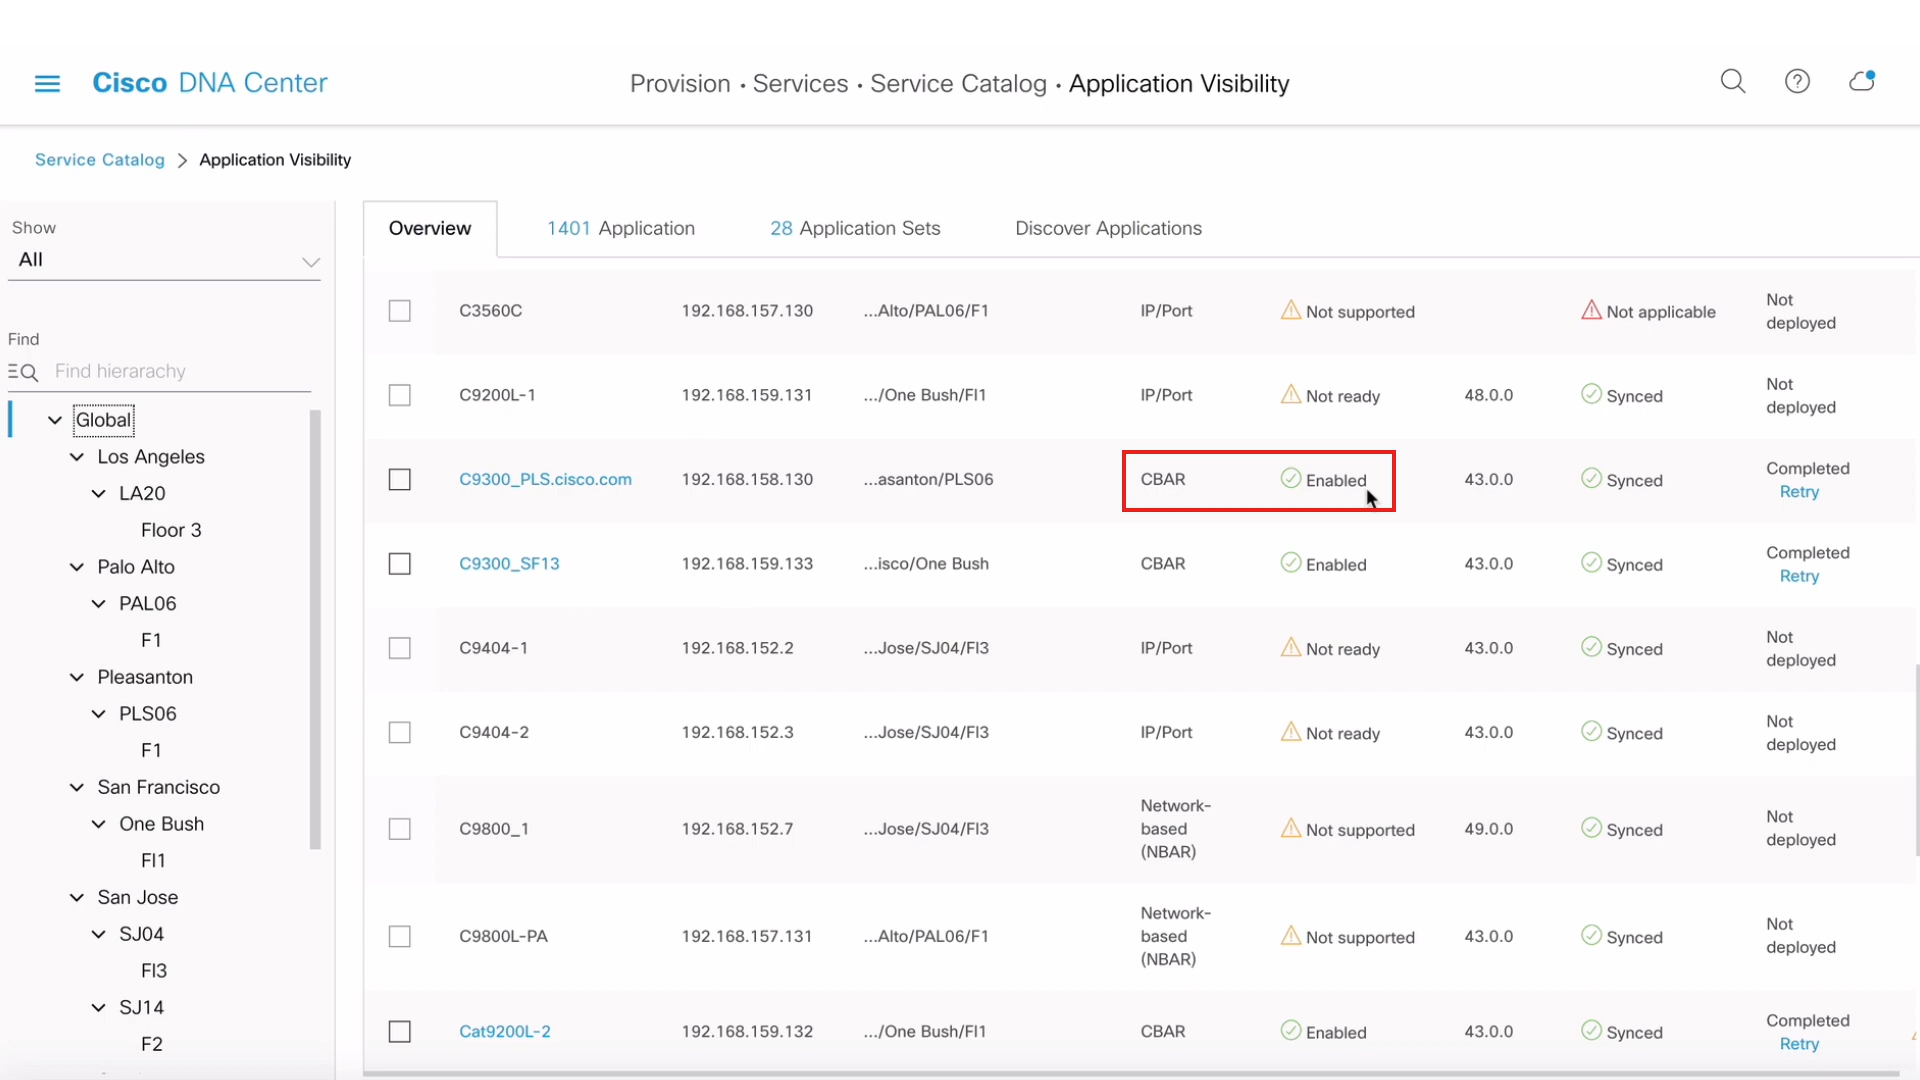 Cisco DNA Center
Provision • Services • Service Catalog • Application Visibility
Service Catalog > Application Visibility
Show
All
Find
Find hierarachy
Global
Los Angeles
LA20
Floor 3
Palo Alto
PAL06
F1
Pleasanton
PLS06
F1
San Francisco
One Bush
Fl1
San Jose
SJ04
Fl3
SJ14
F2
Overview
1401 Application
28 Application Sets
Discover Applications
C3560C 192.168.157.130 ...Alto/PAL06/F1 IP/Port Not supported Not applicable Not
deployed
C9200L-1 192.168.159.131 .../One Bush/Fl1 IP/Port Not ready 48.0.0 Synced Not
deployed
C9300_PLS.cisco.com 192.168.158.130 ...asanton/PLS06 CBAR Enabled 43.0.0 Synced Completed
Retry
C9300_SF13 192.168.159.133 ...isco/One Bush CBAR Enabled 43.0.0 Synced Completed
Retry
C9404-1 192.168.152.2 ...Jose/SJ04/Fl3 IP/Port Not ready 43.0.0 Synced Not
deployed
C9404-2 192.168.152.3 ...Jose/SJ04/Fl3 IP/Port Not ready 43.0.0 Synced Not
deployed
C9800_1 192.168.152.7 ...Jose/SJ04/Fl3 Network-
based
(NBAR) Not supported 49.0.0 Synced Not
deployed
C9800L-PA 192.168.157.131 ...Alto/PAL06/F1 Network-
based
(NBAR) Not supported 43.0.0 Synced Not
deployed
Cat9200L-2 192.168.159.132 .../One Bush/Fl1 CBAR Enabled 43.0.0 Synced Completed
Retry